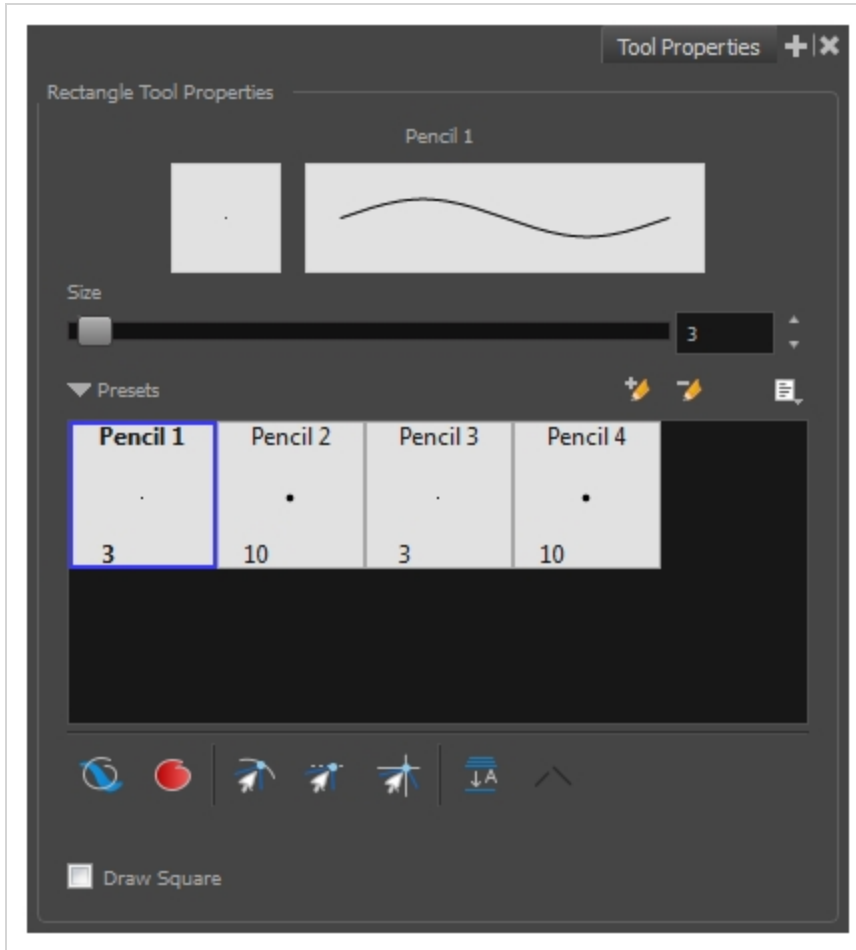 Tool Properties
Rectangle Tool Properties
Pencil 1
Size
3
Presets
Pencil 1 Pencil 2 Pencil 3 Pencil 4
3 10 3 10
A
Draw Square